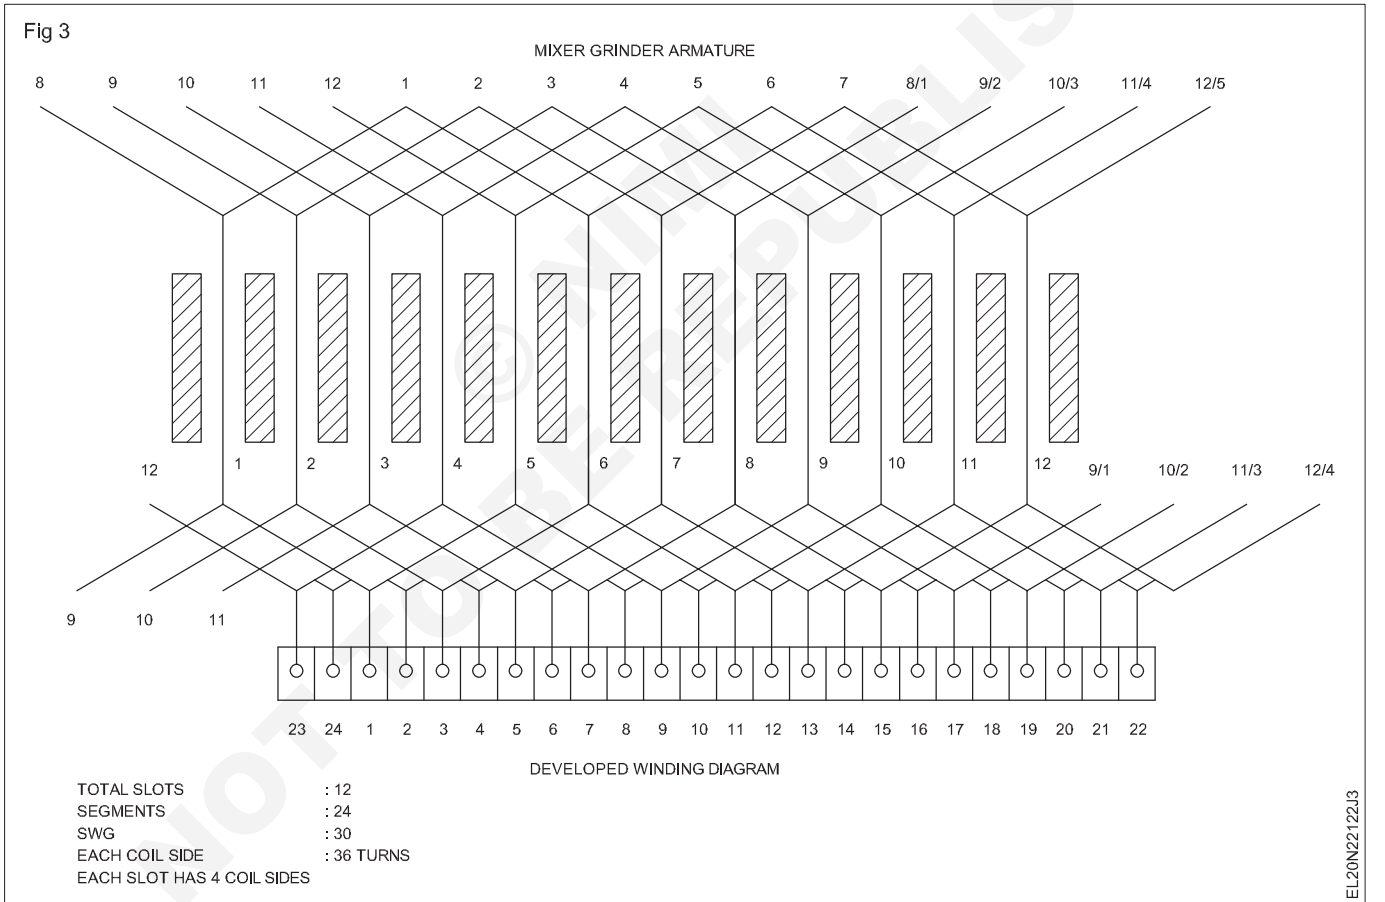 Fig 3
MIXER GRINDER ARMATURE
8 9 10 11 12 1 2 3 4 5 6 7 8/1 9/2 10/3 11/4 12/5
12 1 2 3 4 5 6 7 8 9 10 11 12 9/1 10/2 11/3 12/4
9 10 11
23 24 1 2 3 4 5 6 7 8 9 10 11 12 13 14 15 16 17 18 19 20 21 22
DEVELOPED WINDING DIAGRAM
TOTAL SLOTS : 12
SEGMENTS : 24
SWG : 30
EACH COIL SIDE : 36 TURNS
EACH SLOT HAS 4 COIL SIDES
EL20N22122J3
© NIMI
NOT TO BE REPUBLIS